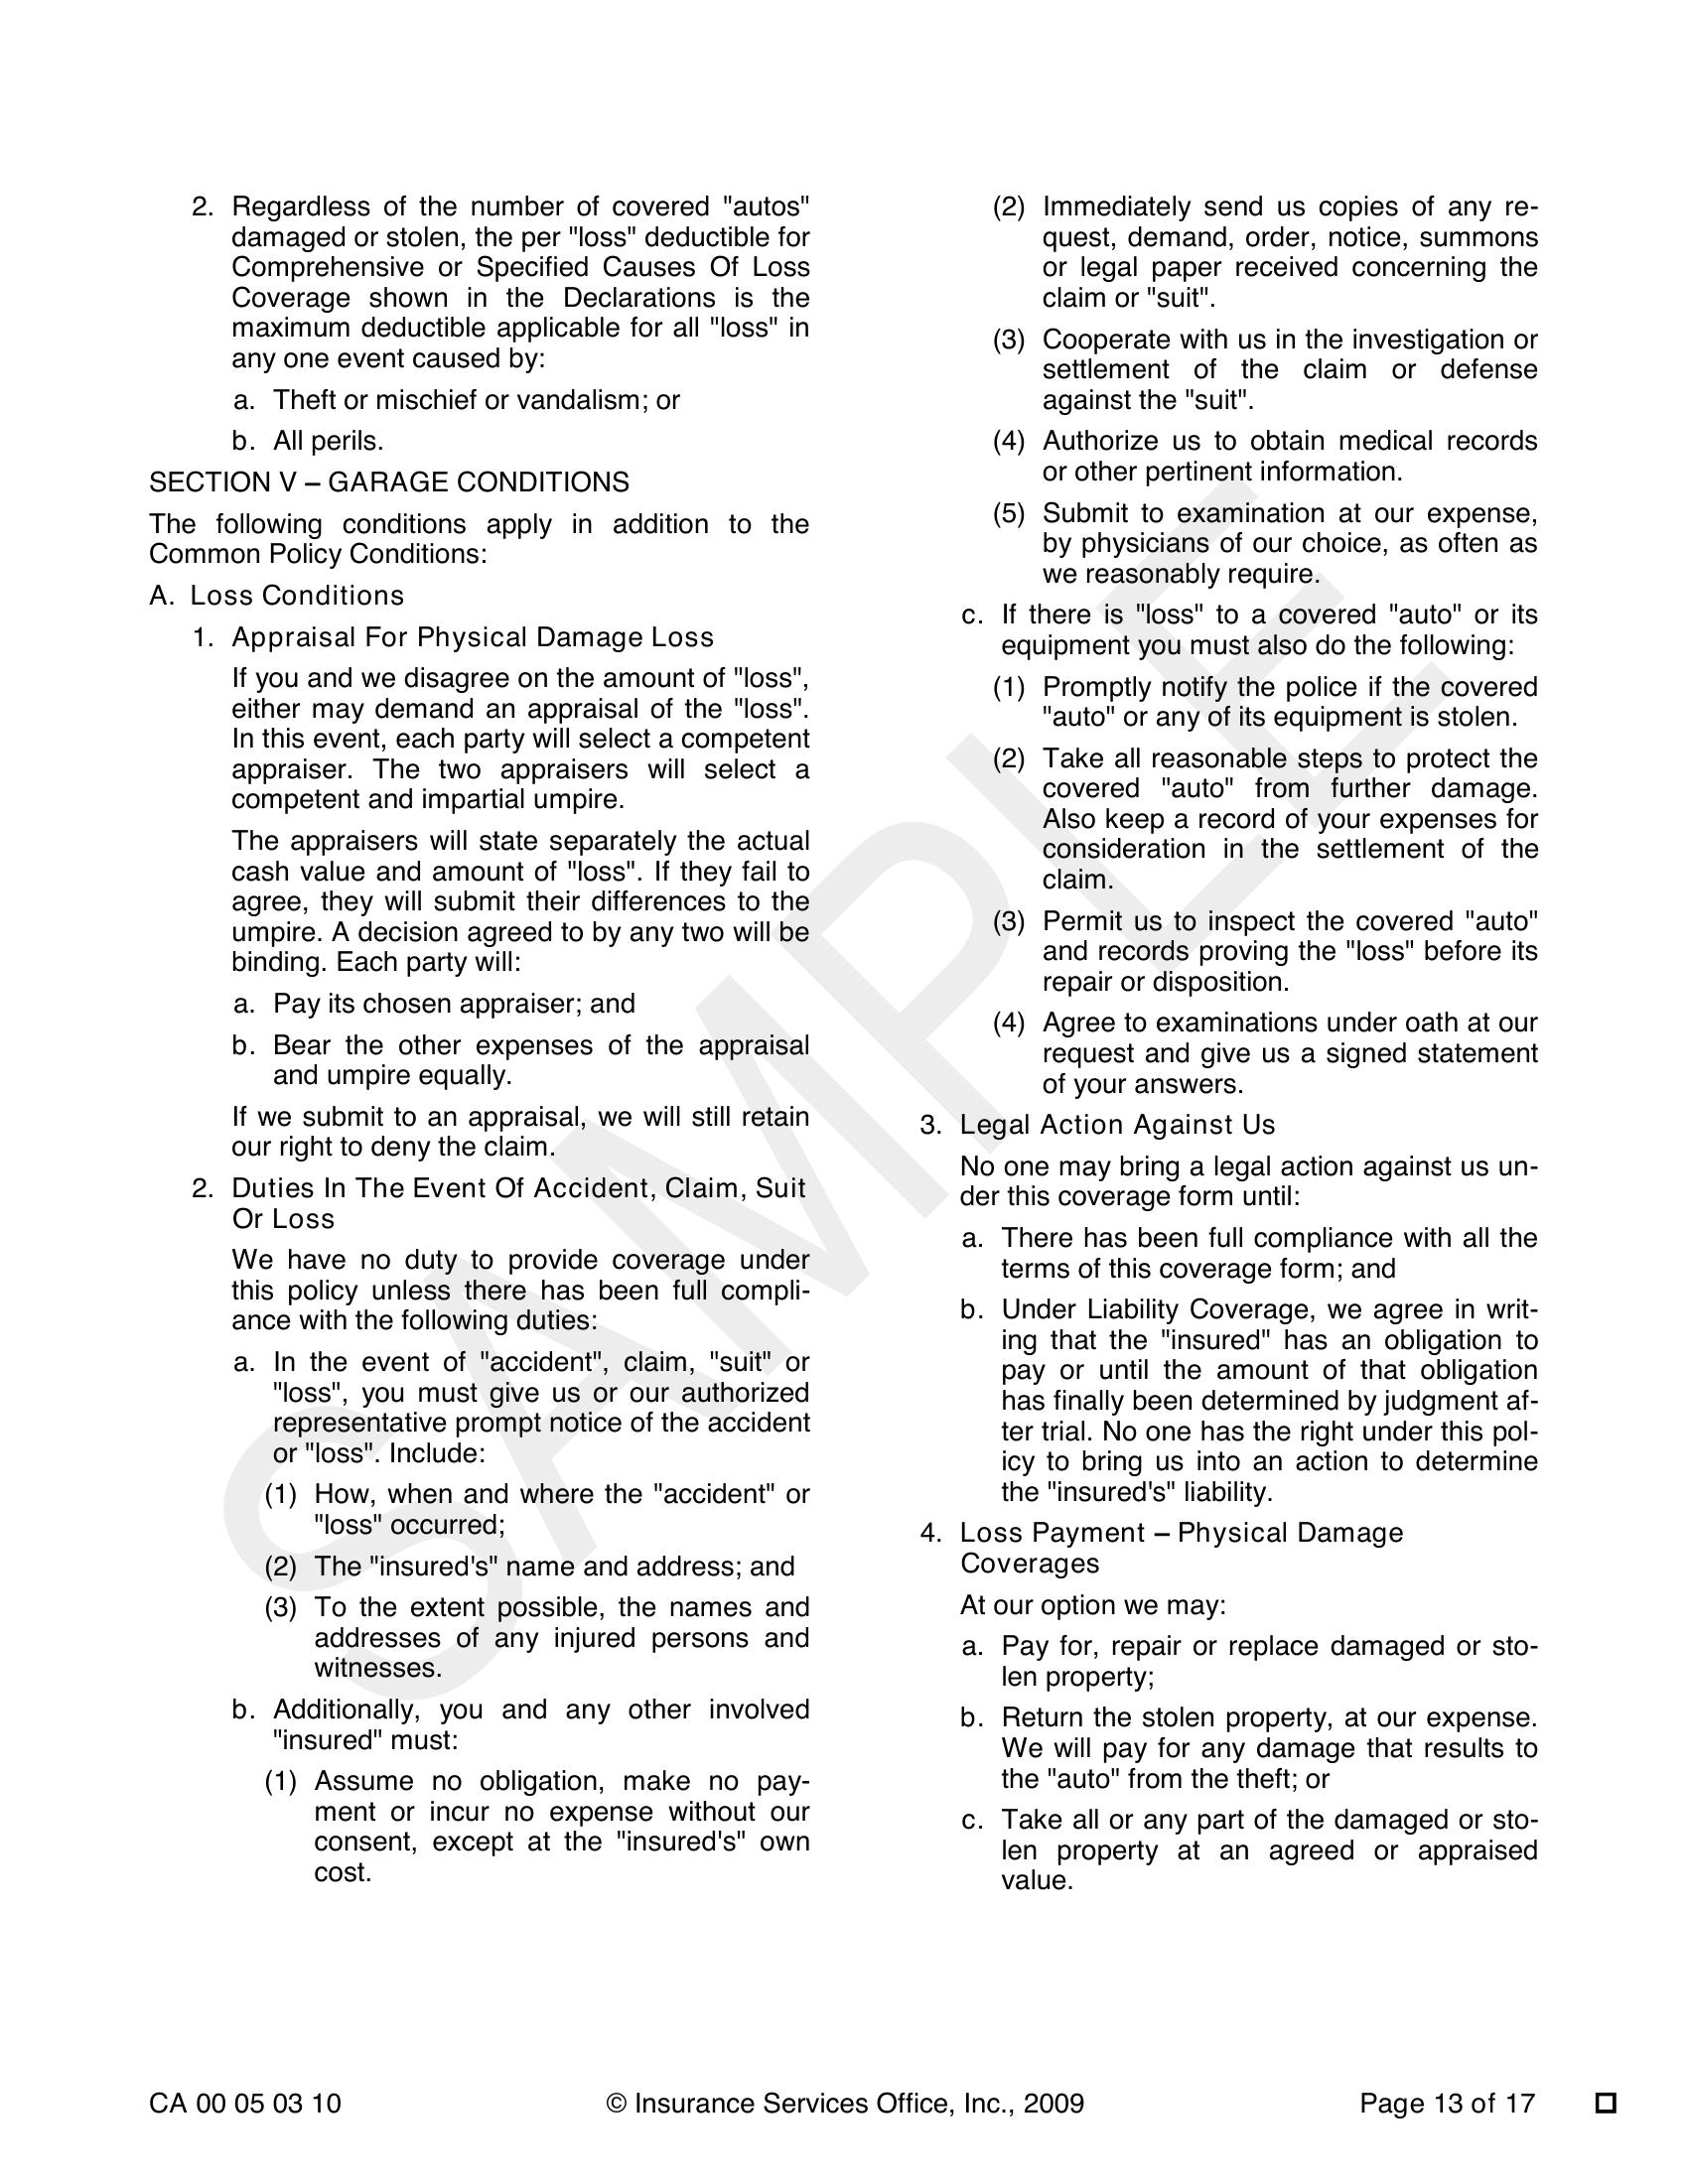 2. Regardless of the number of covered "autos"
damaged or stolen, the per "loss" deductible for
Comprehensive or Specified Causes Of Loss
Coverage shown in the Declarations is the
maximum deductible applicable for all "loss" in
any one event caused by:
a. Theft or mischief or vandalism; or
b. All perils.
SECTION V – GARAGE CONDITIONS
The following conditions apply in addition to the
Common Policy Conditions:
A. Loss Conditions
1. Appraisal For Physical Damage Loss
If you and we disagree on the amount of "loss",
either may demand an appraisal of the "loss".
In this event, each party will select a competent
appraiser. The two appraisers will select a
competent and impartial umpire.
The appraisers will state separately the actual
cash value and amount of "loss". If they fail to
agree, they will submit their differences to the
umpire. A decision agreed to by any two will be
binding. Each party will:
a. Pay its chosen appraiser; and
b. Bear the other expenses of the appraisal
and umpire equally.
If we submit to an appraisal, we will still retain
our right to deny the claim.
2. Duties In The Event Of Accident, Claim, Suit
Or Loss
We have no duty to provide coverage under
this policy unless there has been full compli-
ance with the following duties:
a. In the event of "accident", claim, "suit" or
"loss", you must give us or our authorized
representative prompt notice of the accident
or "loss". Include:
(1) How, when and where the "accident" or
"loss" occurred;
(2) The "insured's" name and address; and
(3) To the extent possible, the names and
addresses of any injured persons and
witnesses.
b. Additionally, you and any other involved
"insured" must:
(1) Assume no obligation, make no pay-
ment or incur no expense without our
consent, except at the "insured's" own
cost.
(2) Immediately send us copies of any re-
quest, demand, order, notice, summons
or legal paper received concerning the
claim or "suit".
(3) Cooperate with us in the investigation or
settlement of the claim or defense
against the "suit".
(4) Authorize us to obtain medical records
or other pertinent information.
(5) Submit to examination at our expense,
by physicians of our choice, as often as
we reasonably require.
c. If there is "loss" to a covered "auto" or its
equipment you must also do the following:
(1) Promptly notify the police if the covered
"auto" or any of its equipment is stolen.
(2) Take all reasonable steps to protect the
covered "auto" from further damage.
Also keep a record of your expenses for
consideration in the settlement of the
claim.
(3) Permit us to inspect the covered "auto"
and records proving the "loss" before its
repair or disposition.
(4) Agree to examinations under oath at our
request and give us a signed statement
of your answers.
3. Legal Action Against Us
No one may bring a legal action against us un-
der this coverage form until:
a. There has been full compliance with all the
terms of this coverage form; and
b. Under Liability Coverage, we agree in writ-
ing that the "insured" has an obligation to
pay or until the amount of that obligation
has finally been determined by judgment af-
ter trial. No one has the right under this pol-
icy to bring us into an action to determine
the "insured's" liability.
4. Loss Payment – Physical Damage
Coverages
At our option we may:
a. Pay for, repair or replace damaged or sto-
len property;
b. Return the stolen property, at our expense.
We will pay for any damage that results to
the "auto" from the theft; or
c. Take all or any part of the damaged or sto-
len property at an agreed or appraised
value.
SAMPLE
CA 00 05 03 10 © Insurance Services Office, Inc., 2009 Page 13 of 17